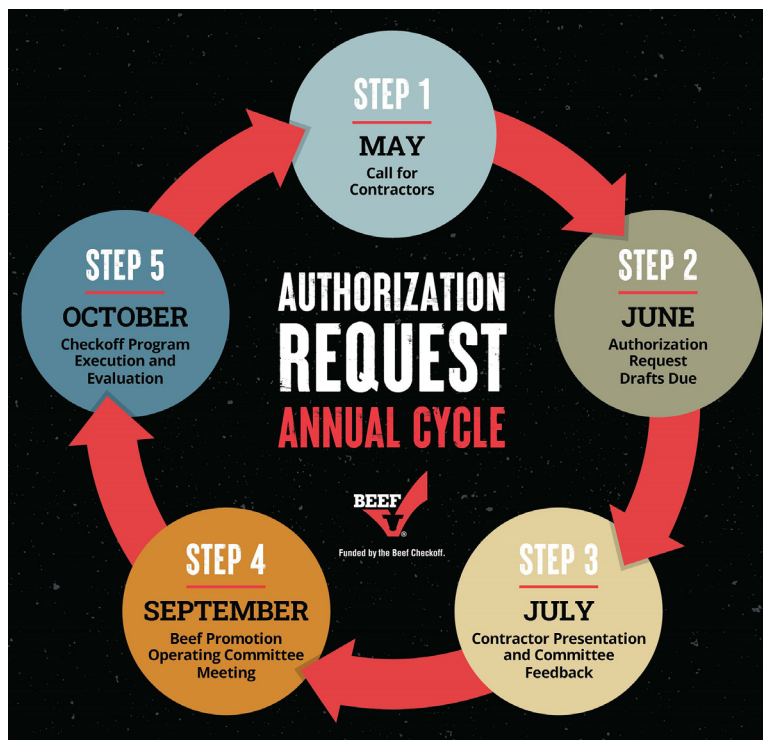 STEP 1
MAY
Call for
Contractors
STEP 2
JUNE
Authorization
Request
Drafts Due
STEP 3
JULY
Contractor Presentation
and Committee
Feedback
STEP 4
SEPTEMBER
Beef Promotion
Operating Committee
Meeting
STEP 5
OCTOBER
Checkoff Program
Execution and
Evaluation
AUTHORIZATION
REQUEST
ANNUAL CYCLE
BEEF
®
Funded by the Beef Checkoff.